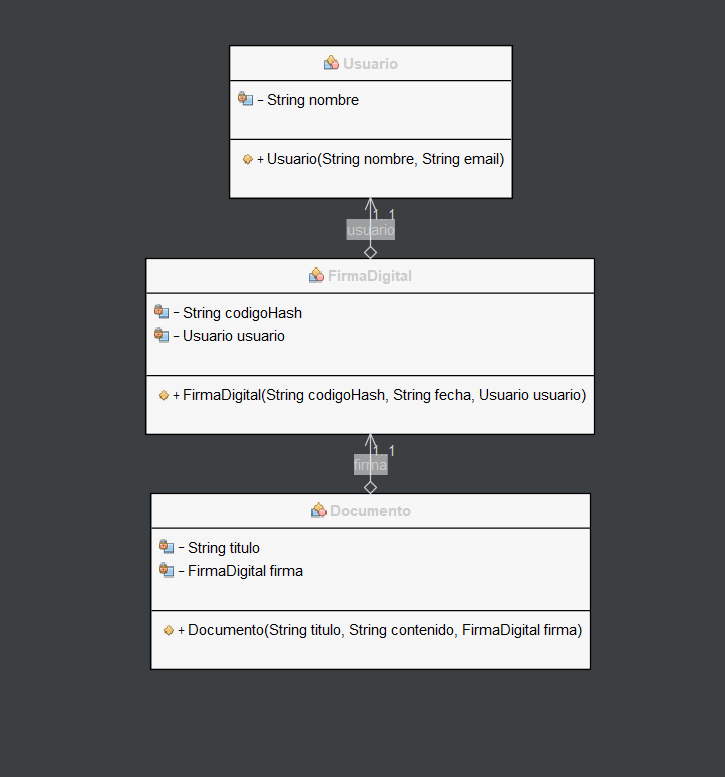 Usuario
- String nombre
+ Usuario(String nombre, String email)
1..1
usuario
FirmaDigital
- String codigoHash
- Usuario usuario
+ FirmaDigital(String codigoHash, String fecha, Usuario usuario)
1..1
firma
Documento
- String titulo
- FirmaDigital firma
+ Documento(String titulo, String contenido, FirmaDigital firma)